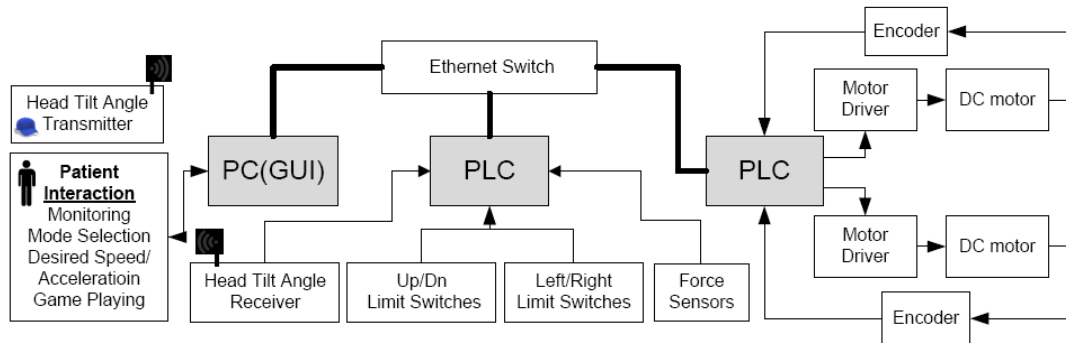 Encoder
Ethernet Switch
Head Tilt Angle
Transmitter
Motor
Driver
DC motor
Patient
Interaction
Monitoring
Mode Selection
Desired Speed/
Acceleratioin
Game Playing
PC(GUI)
PLC
PLC
Head Tilt Angle
Receiver
Up/Dn
Limit Switches
Left/Right
Limit Switches
Force
Sensors
Motor
Driver
DC motor
Encoder